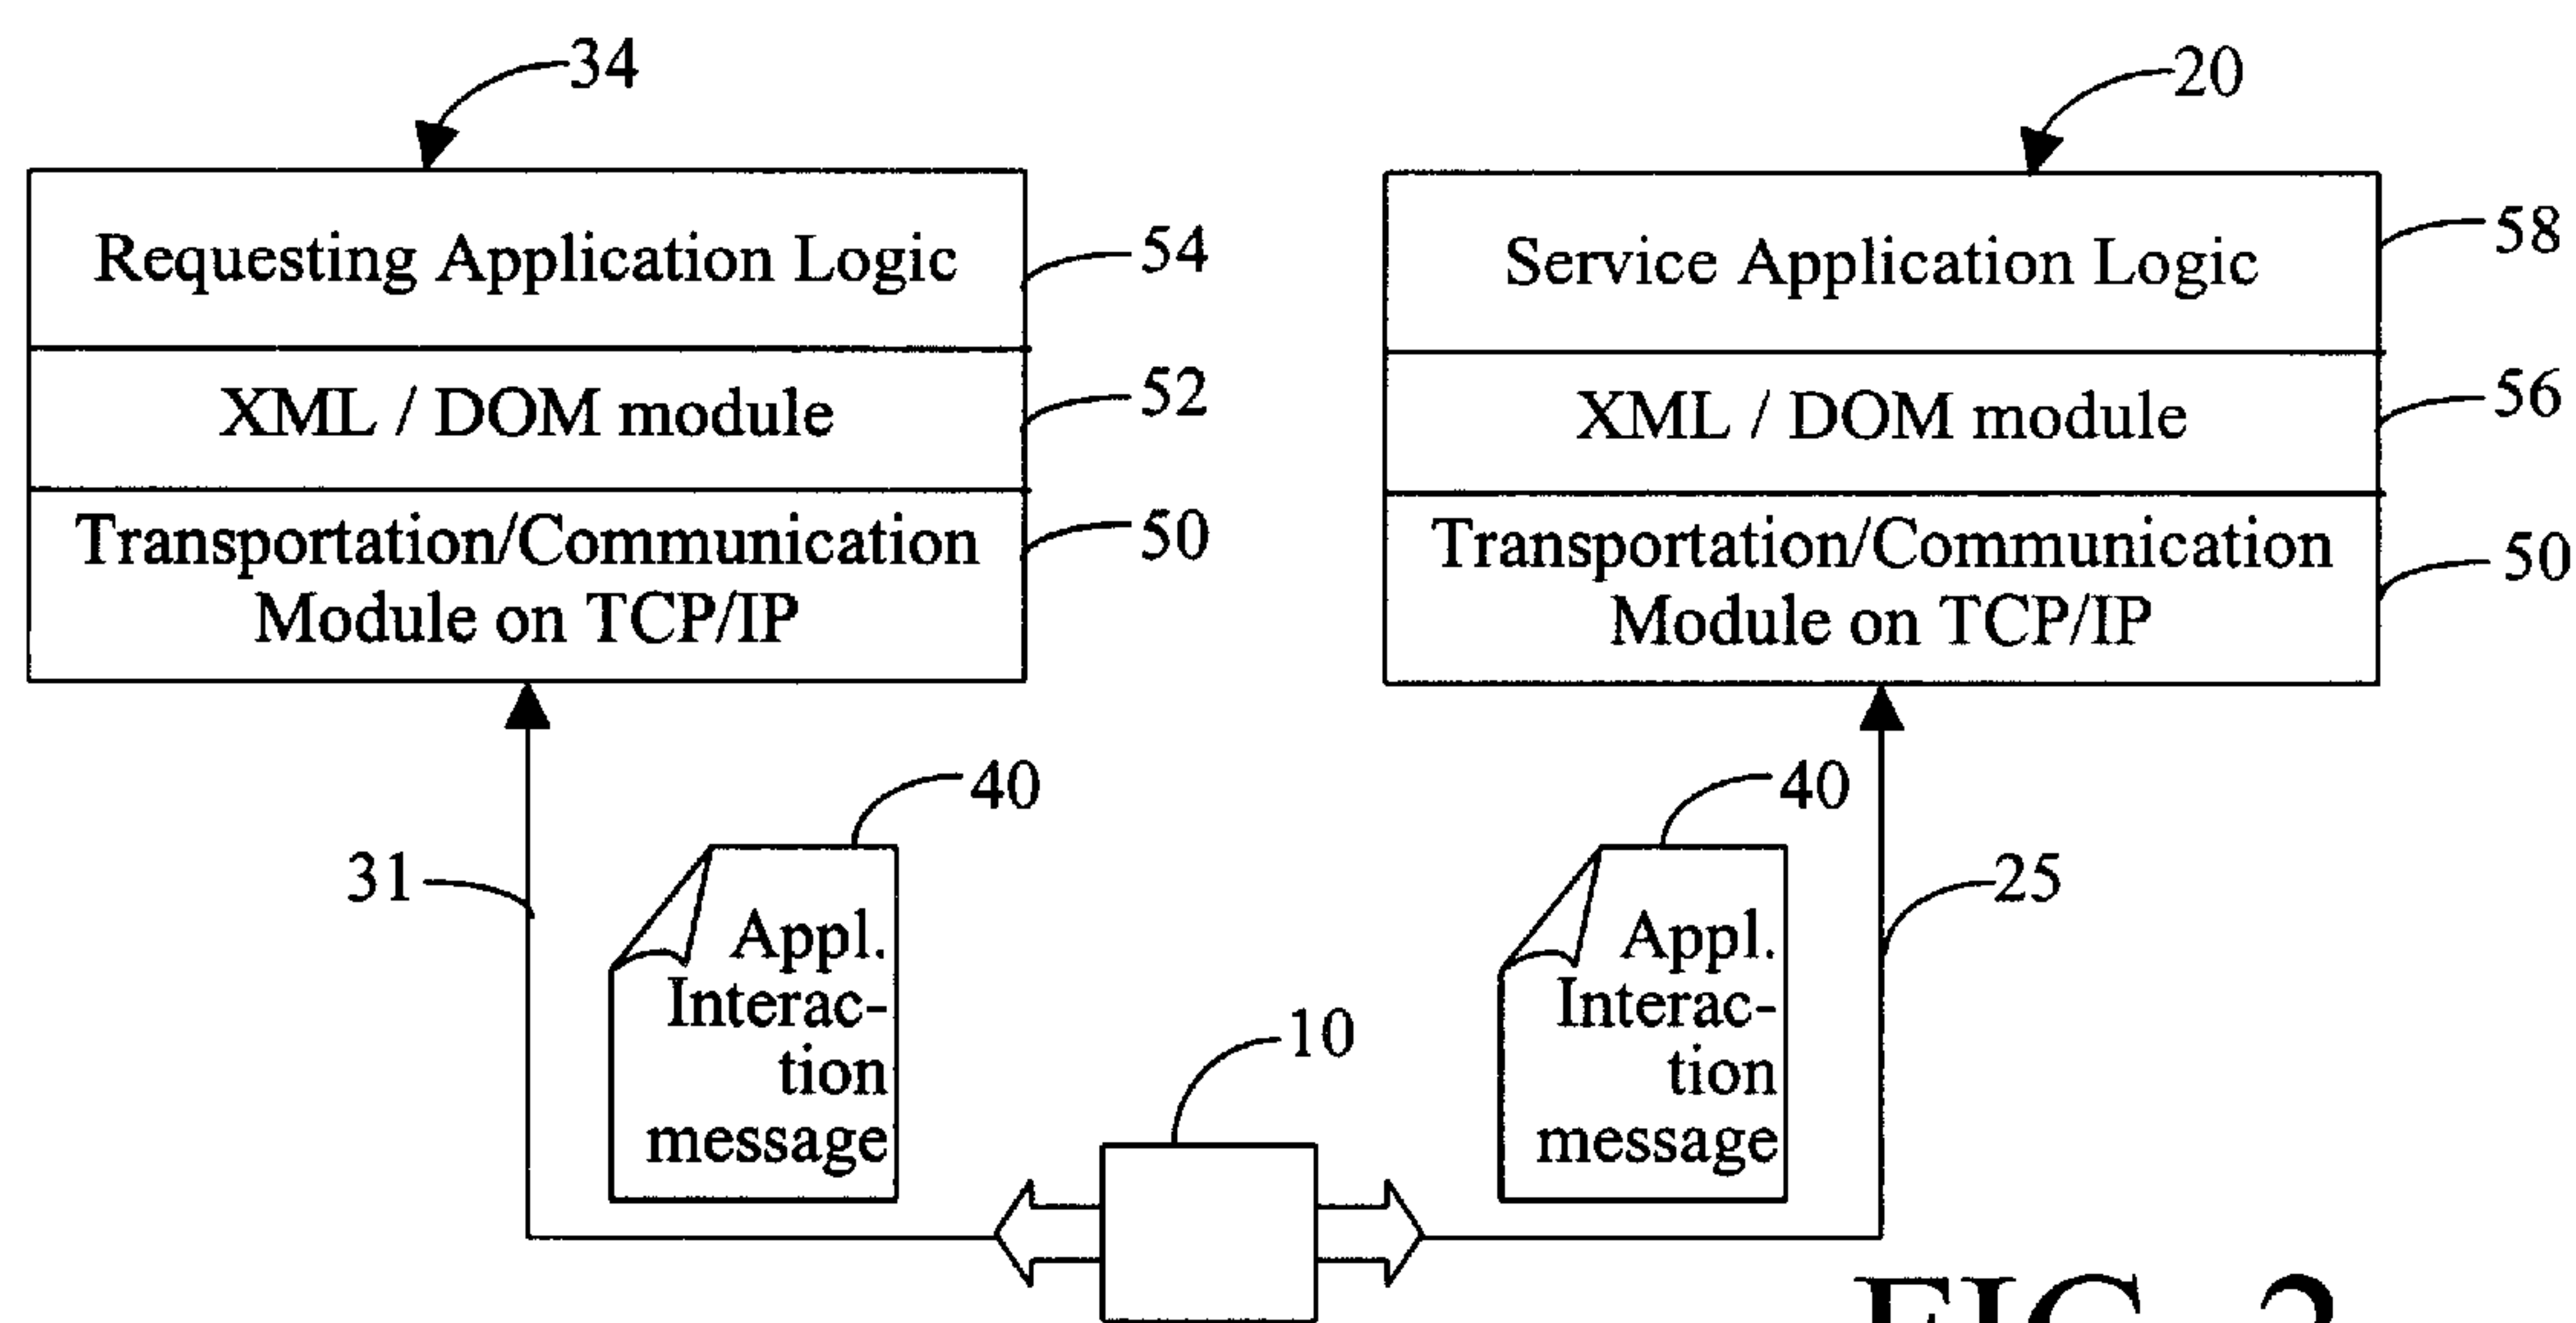 34
20
Requesting Application Logic
54
Service Application Logic
58
XML / DOM module
52
XML / DOM module
56
Transportation/Communication
Module on TCP/IP
50
Transportation/Communication
Module on TCP/IP
50
40
40
31
25
Appl.
Interac-
tion
message
Appl.
Interac-
tion
message
10